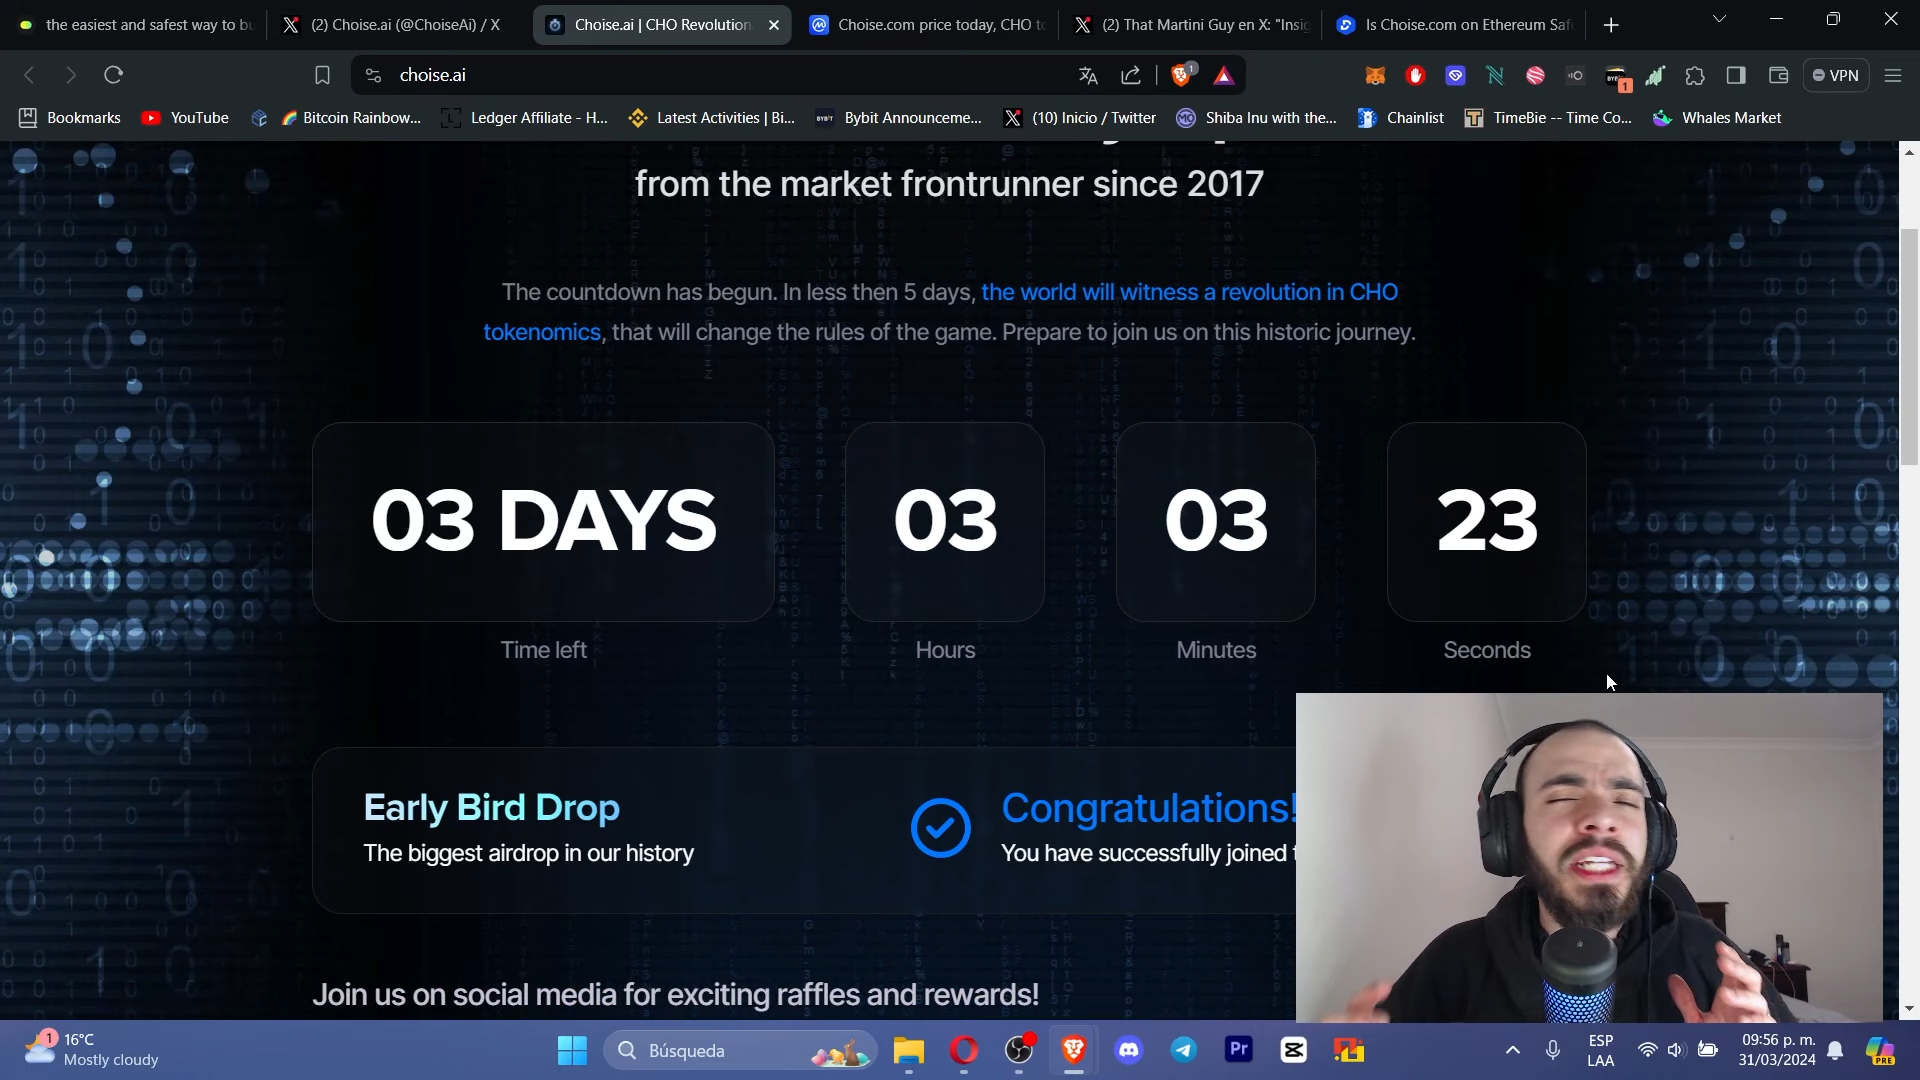 the easiest and safest way to bu
(2) Choise.ai (@ChoiseAi) / X
Choise.ai | CHO Revolution
Choise.com price today, CHO to
(2) That Martini Guy en X: "Insig
Is Choise.com on Ethereum Saf
choise.ai
1
1
VPN
Bookmarks
YouTube
Bitcoin Rainbow...
Ledger Affiliate - H...
Latest Activities | Bi...
Bybit Announceme...
(10) Inicio / Twitter
Shiba Inu with the...
Chainlist
TimeBie -- Time Co...
Whales Market
from the market frontrunner since 2017
The countdown has begun. In less then 5 days, the world will witness a revolution in CHO
tokenomics, that will change the rules of the game. Prepare to join us on this historic journey.
03 DAYS
03
03
23
Time left
Hours
Minutes
Seconds
Early Bird Drop
The biggest airdrop in our history
Congratulations!
You have successfully joined t
Join us on social media for exciting raffles and rewards!
1
16°C
Mostly cloudy
Búsqueda
Pr
ESP
LAA
09:56 p. m.
31/03/2024
PRE